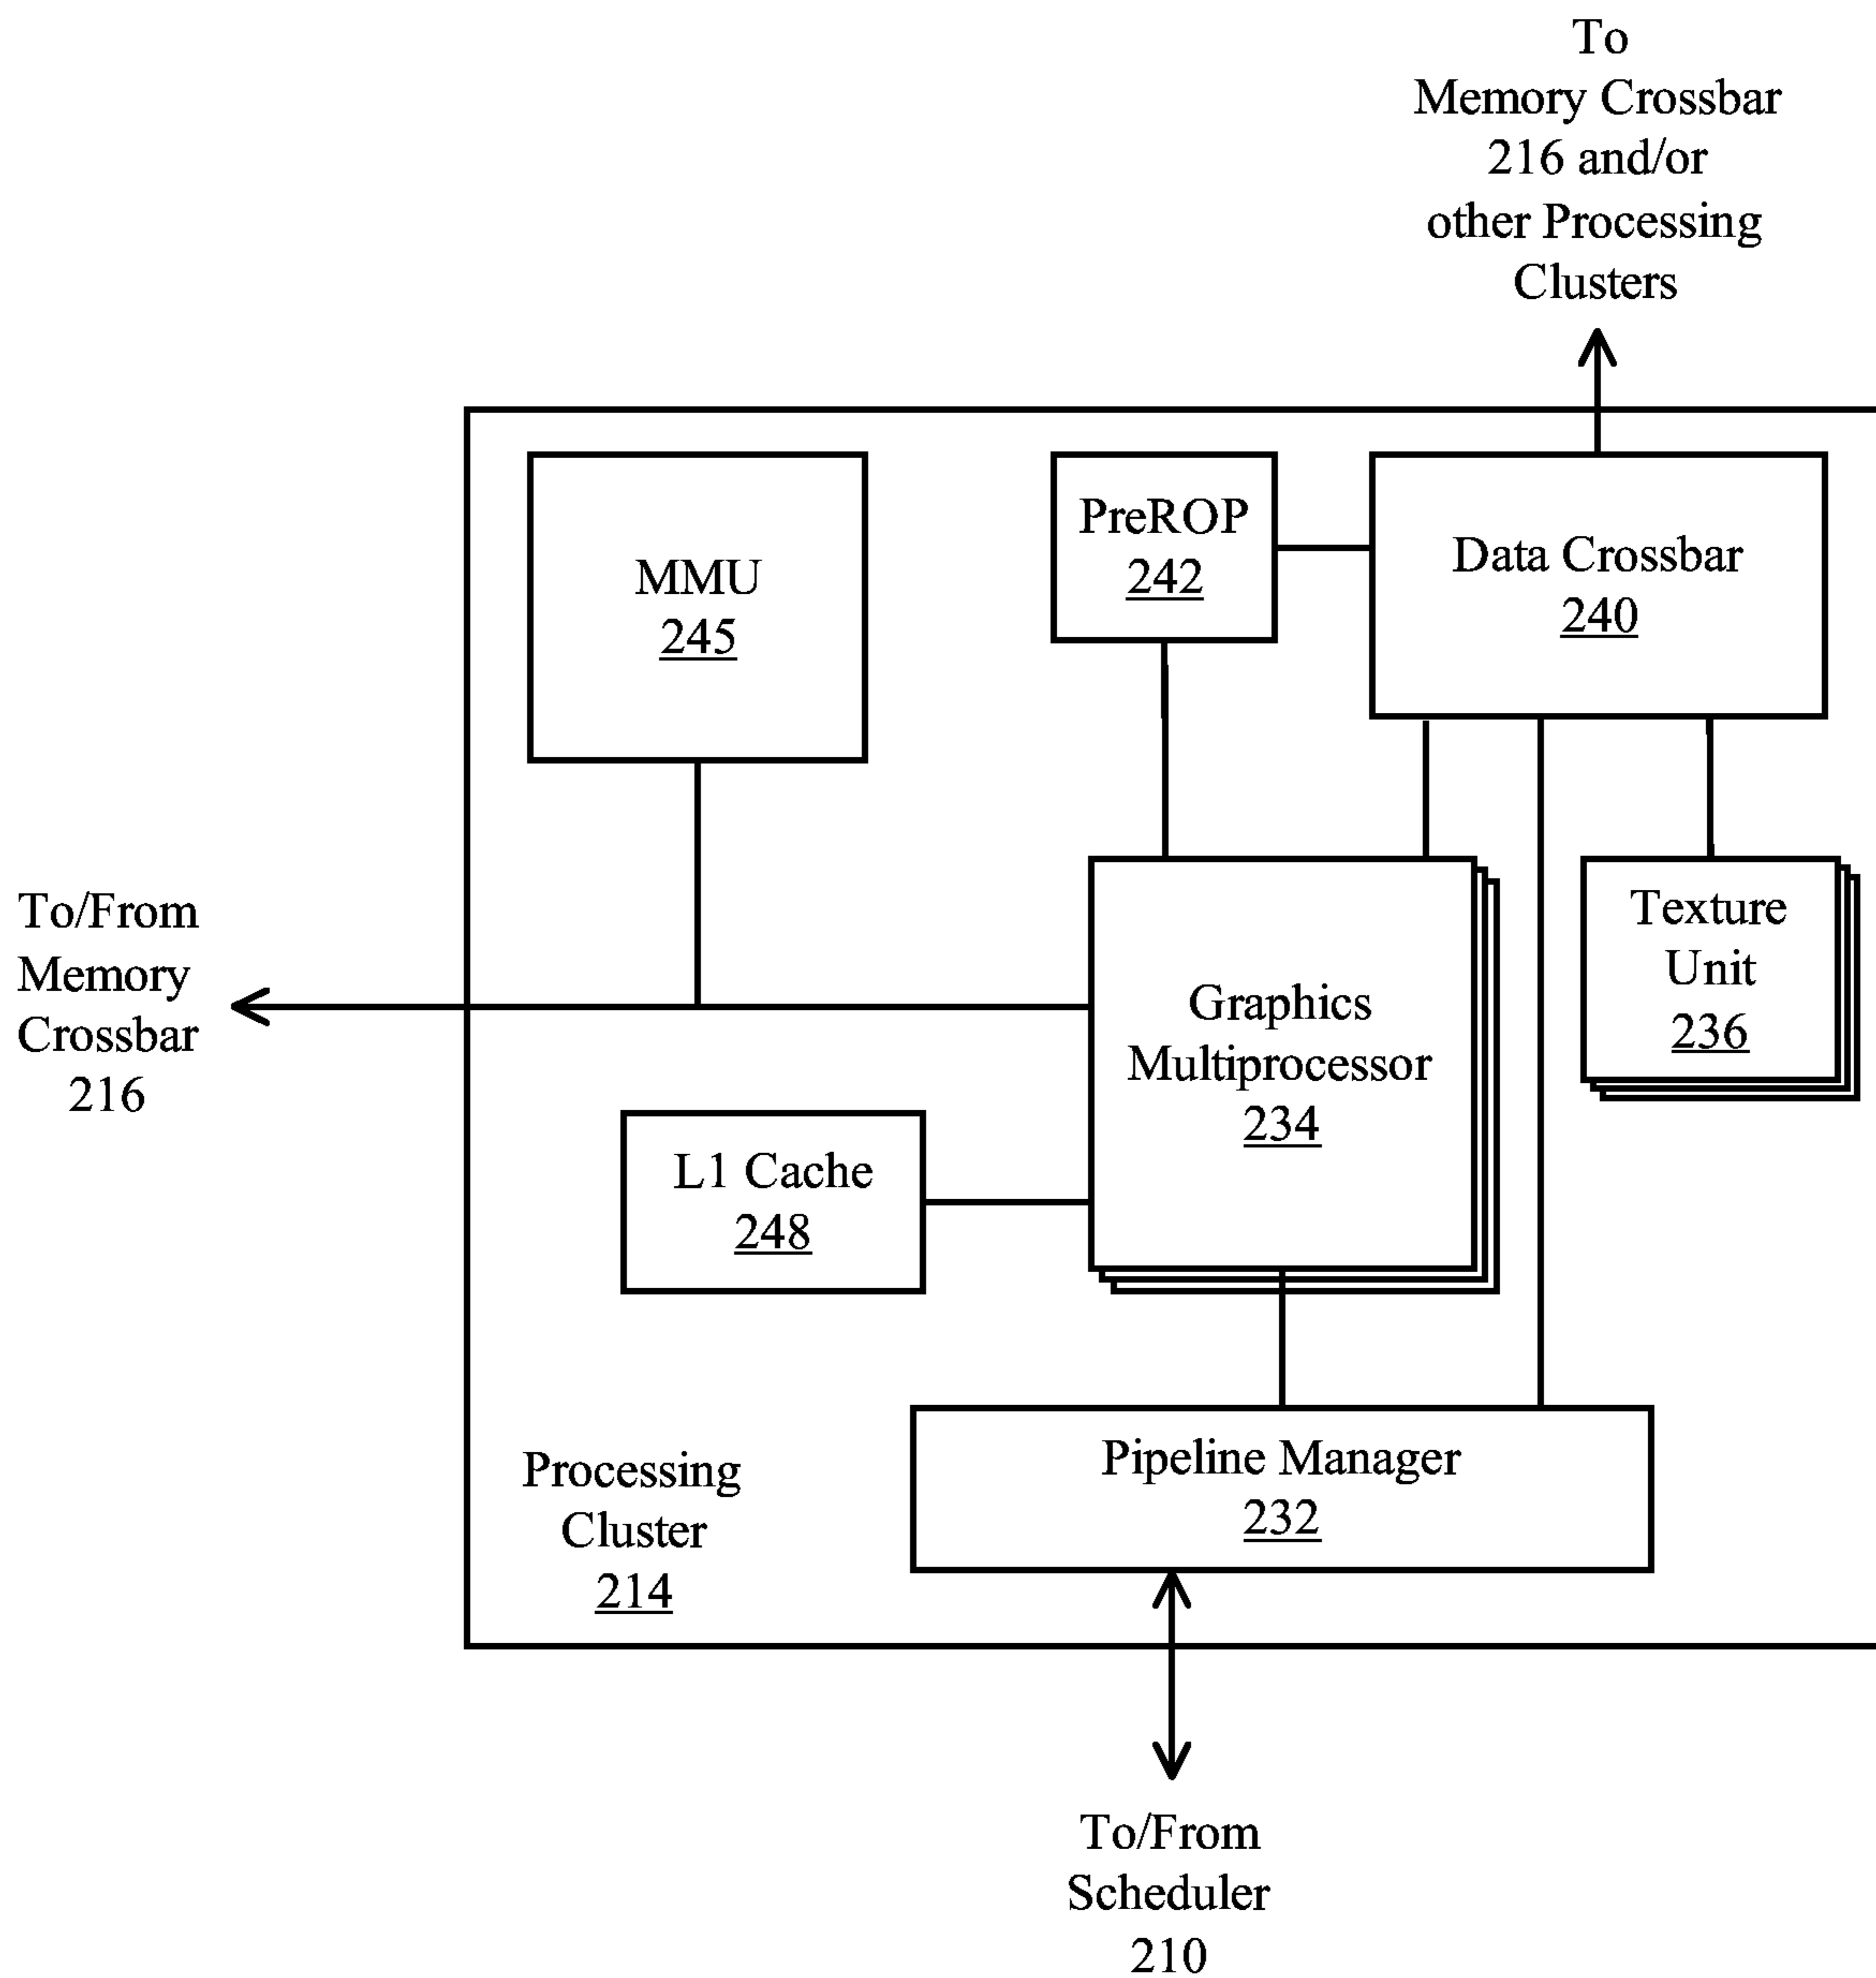 To
Memory Crossbar
216 and/or
other Processing
Clusters
MMU
245
PreROP
242
Data Crossbar
240
To/From
Memory
Crossbar
216
Graphics
Multiprocessor
234
Texture
Unit
236
L1 Cache
248
Pipeline Manager
232
Processing
Cluster
214
To/From
Scheduler
210